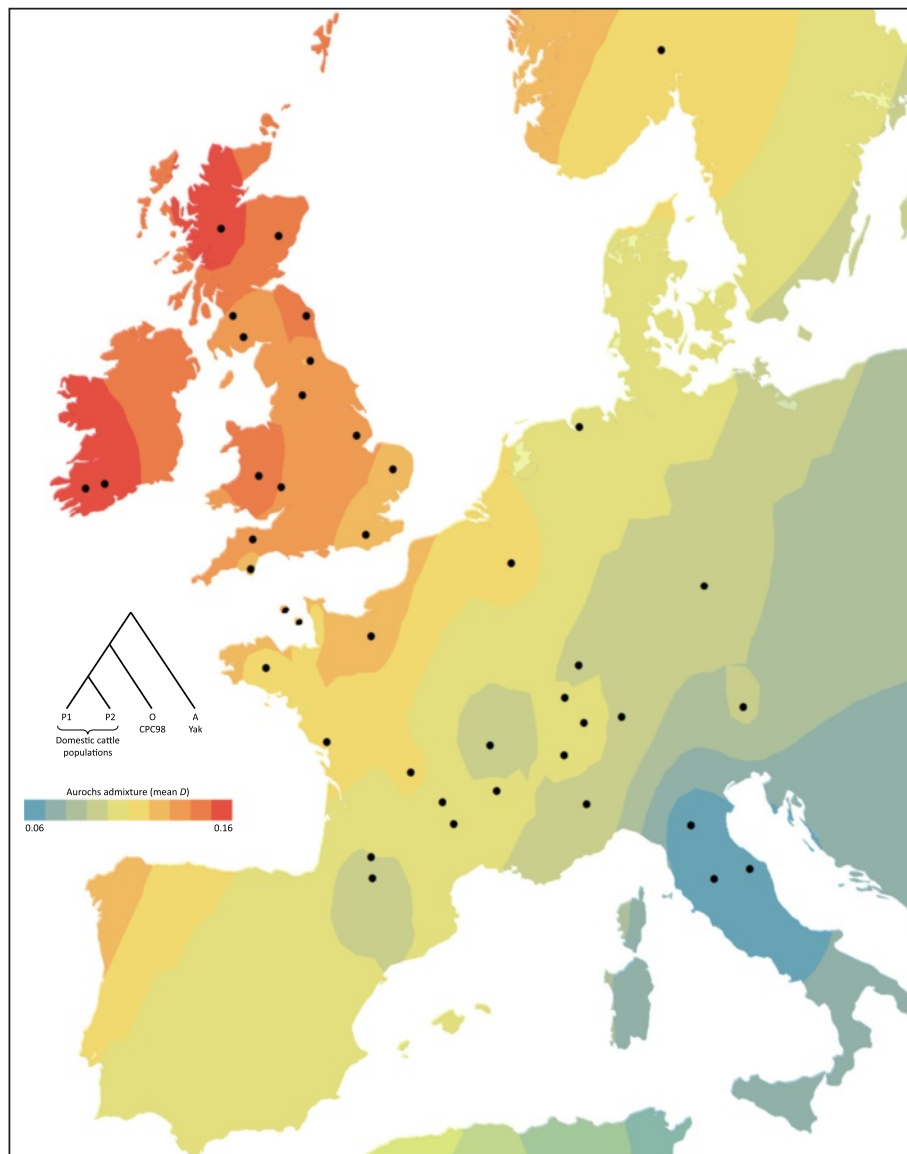 P1 P2 O A
CPC98 Yak
Domestic cattle
populations
Aurochs admixture (mean D)
0.06 0.16